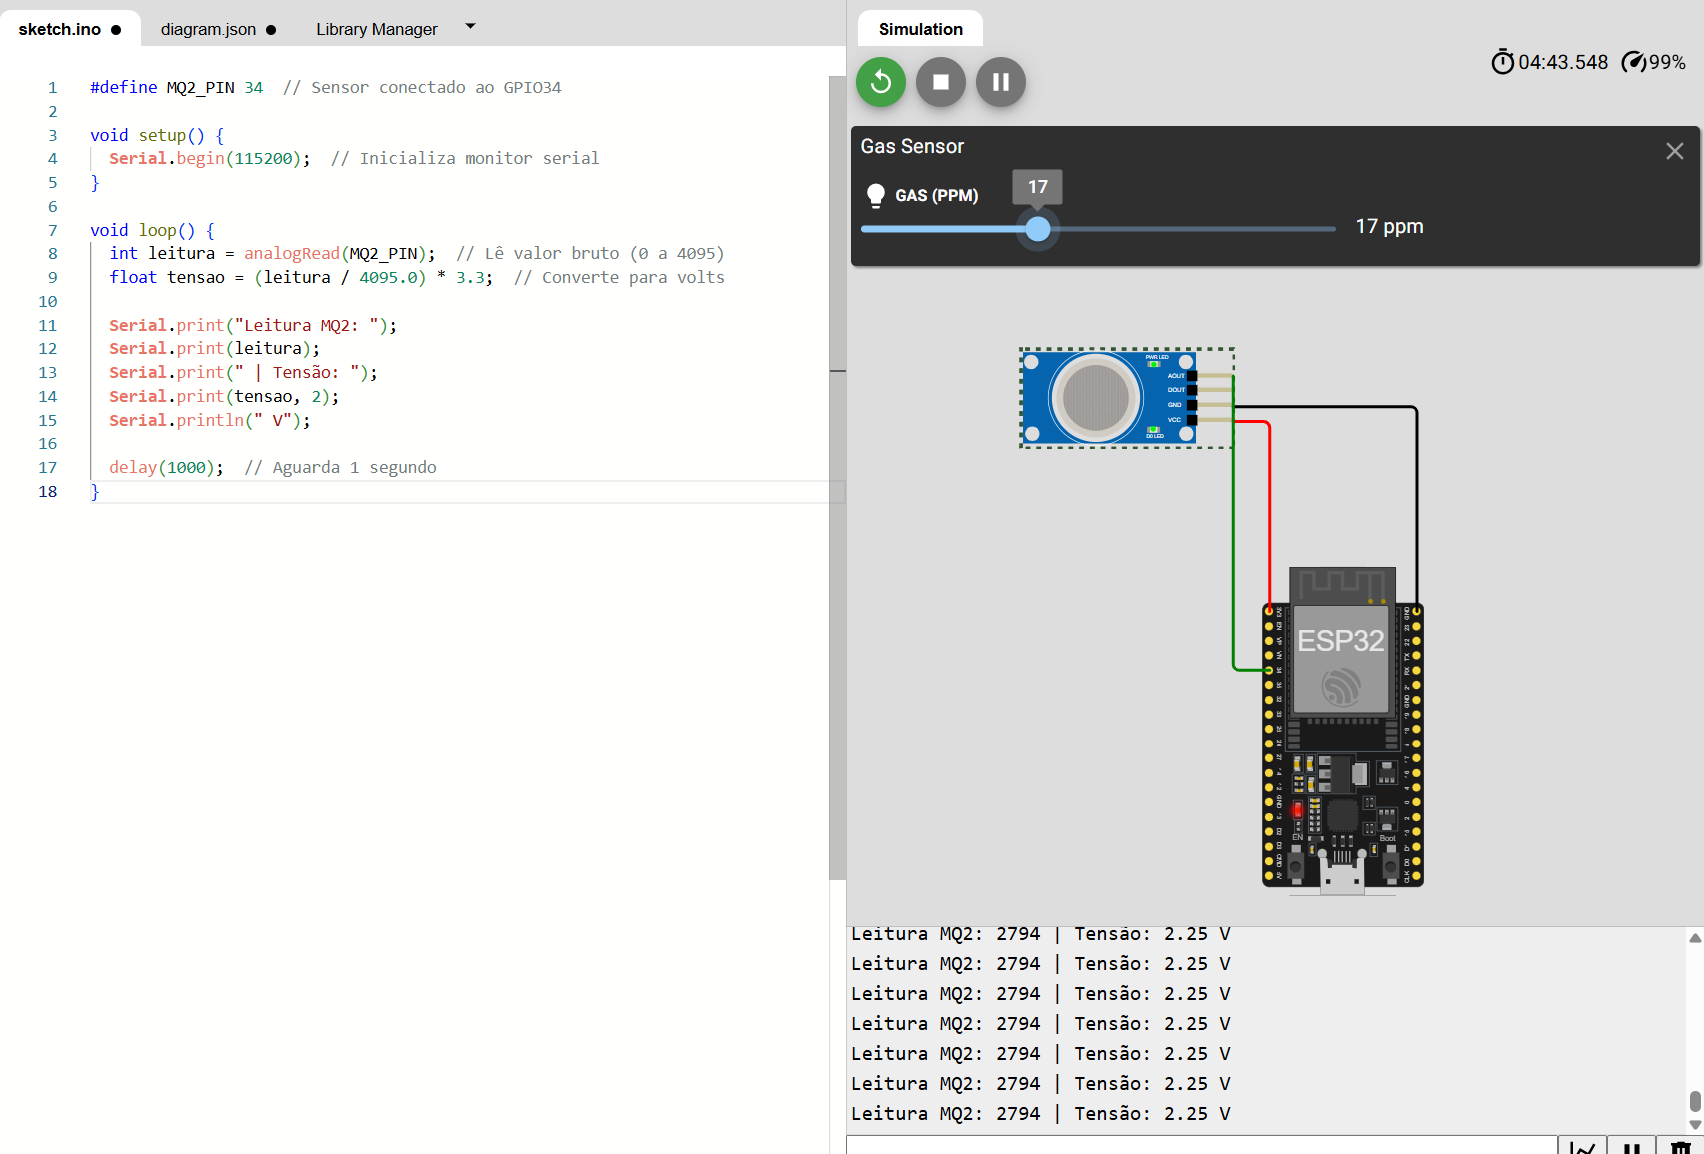 sketch.ino ● diagram.json ● Library Manager
1 #define MQ2_PIN 34  // Sensor conectado ao GPIO34
2
3 void setup() {
4   Serial.begin(115200);  // Inicializa monitor serial
5 }
6
7 void loop() {
8   int leitura = analogRead(MQ2_PIN);  // Lê valor bruto (0 a 4095)
9   float tensao = (leitura / 4095.0) * 3.3;  // Converte para volts
10
11   Serial.print("Leitura MQ2: ");
12   Serial.print(leitura);
13   Serial.print(" | Tensão: ");
14   Serial.print(tensao, 2);
15   Serial.println(" V");
16
17   delay(1000);  // Aguarda 1 segundo
18 }
Simulation
04:43.548 99%
Gas Sensor
17
GAS (PPM)
17 ppm
PWR LED
AOUT
DOUT
GND
VCC
D0 LED
ESP32
EN
Boot
Leitura MQ2: 2794 | Tensão: 2.25 V
Leitura MQ2: 2794 | Tensão: 2.25 V
Leitura MQ2: 2794 | Tensão: 2.25 V
Leitura MQ2: 2794 | Tensão: 2.25 V
Leitura MQ2: 2794 | Tensão: 2.25 V
Leitura MQ2: 2794 | Tensão: 2.25 V
Leitura MQ2: 2794 | Tensão: 2.25 V